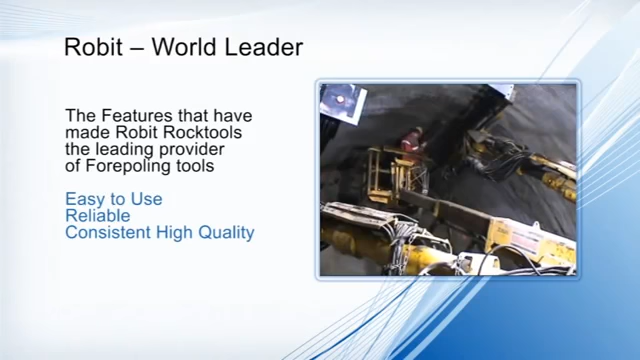 Robit – World Leader
The Features that have
made Robit Rocktools
the leading provider
of Forepoling tools
Easy to Use
Reliable
Consistent High Quality